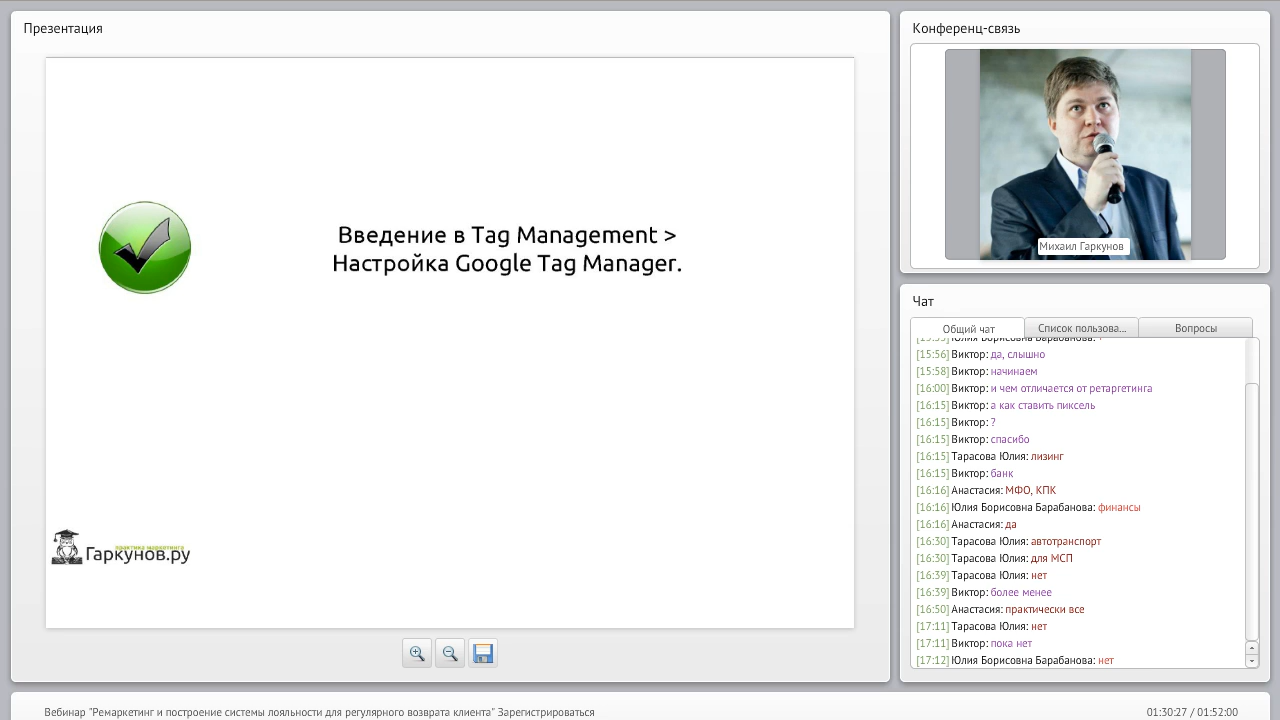 Презентация
Введение в Tag Management >
Настройка Google Tag Manager.
практика маркетинга
Гаркунов.ру
Конференц-связь
Михаил Гаркунов
Чат
Общий чат
Список пользова...
Вопросы
Юлия Борисовна Барабанова:
[15:56] Виктор: да, слышно
[15:58] Виктор: начинаем
[16:00] Виктор: и чем отличается от ретаргетинга
[16:15] Виктор: а как ставить пиксель
[16:15] Виктор: ?
[16:15] Виктор: спасибо
[16:15] Тарасова Юлия: лизинг
[16:15] Виктор: банк
[16:16] Анастасия: МФО, КПК
[16:16] Юлия Борисовна Барабанова: финансы
[16:16] Анастасия: да
[16:30] Тарасова Юлия: автотранспорт
[16:30] Тарасова Юлия: для МСП
[16:39] Тарасова Юлия: нет
[16:39] Виктор: более менее
[16:50] Анастасия: практически все
[17:11] Тарасова Юлия: нет
[17:11] Виктор: пока нет
[17:12] Юлия Борисовна Барабанова: нет
Вебинар "Ремаркетинг и построение системы лояльности для регулярного возврата клиента" Зарегистрироваться
01:30:27 / 01:52:00